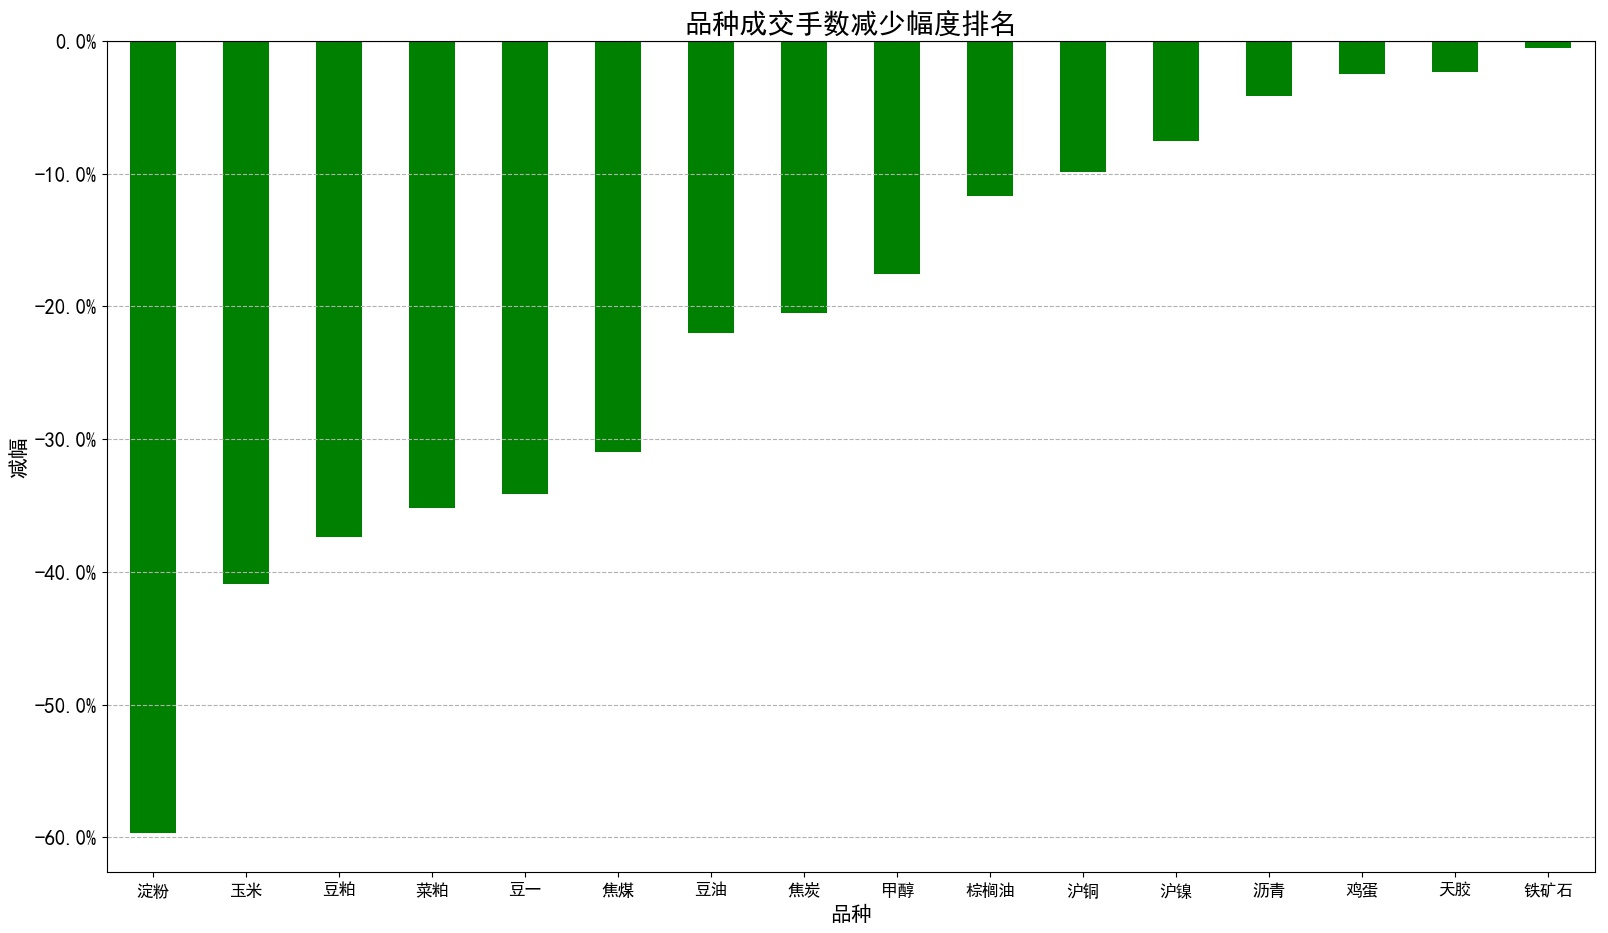 品种成交手数减少幅度排名
减幅
0.0%
-10.0%
-20.0%
-30.0%
-40.0%
-50.0%
-60.0%
淀粉 玉米 豆粕 菜粕 豆一 焦煤 豆油 焦炭 甲醇 棕榈油 沪铜 沪镍 沥青 鸡蛋 天胶 铁矿石
品种